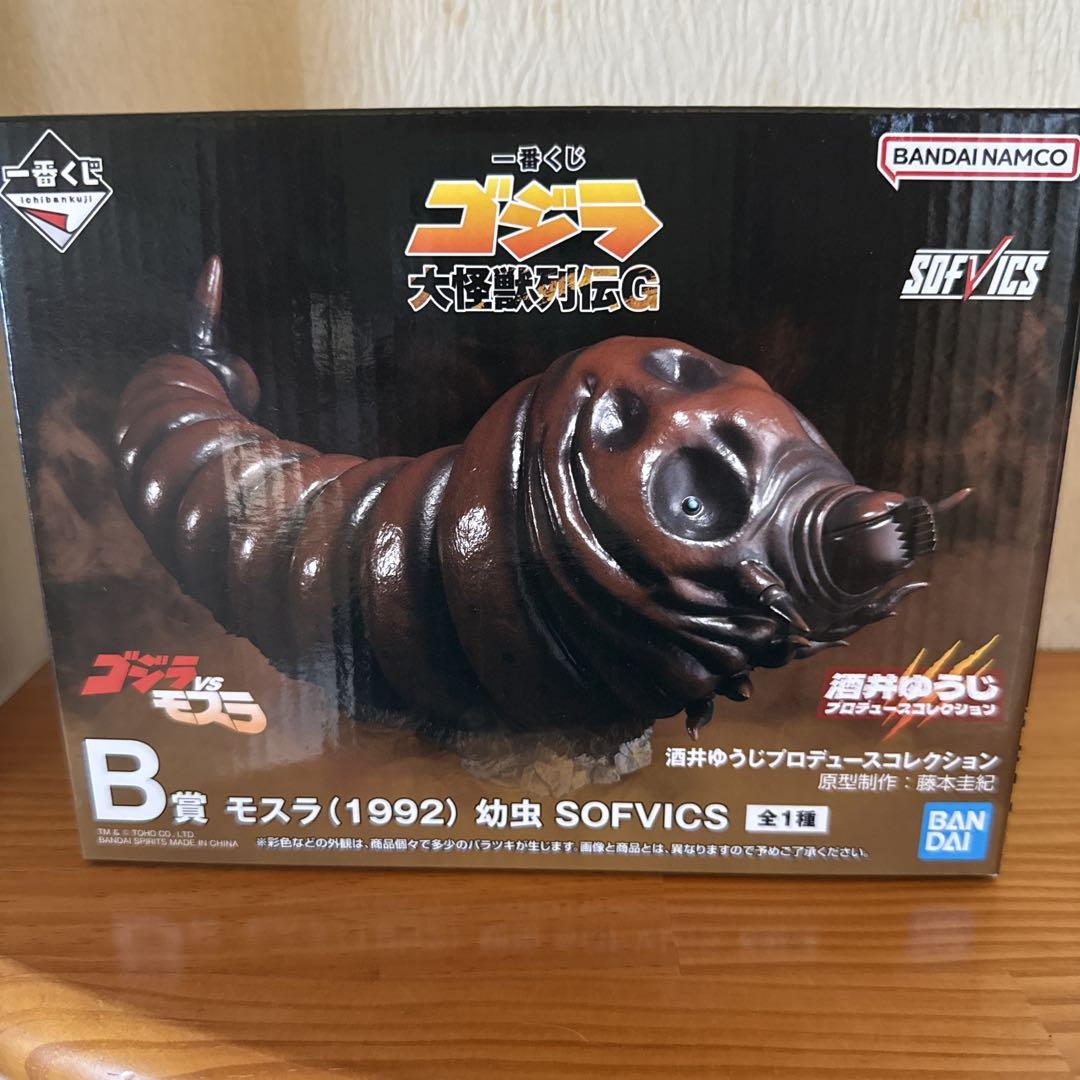 一番くじ
ichibankuji
一番くじ
ゴジラ
大怪獣列伝G
BANDAI NAMCO
SOFVICS
ゴジラVSモスラ
酒井ゆうじ
プロデュースコレクション
酒井ゆうじプロデュースコレクション
原型制作：藤本圭紀
B賞 モスラ（1992）幼虫 SOFVICS 全1種
TM & © TOHO CO., LTD.
BANDAI SPIRITS MADE IN CHINA
※彩色などの外観は、商品個々で多少のバラツキが生じます。画像と商品とは、異なりますので予めご了承ください。
BANDAI